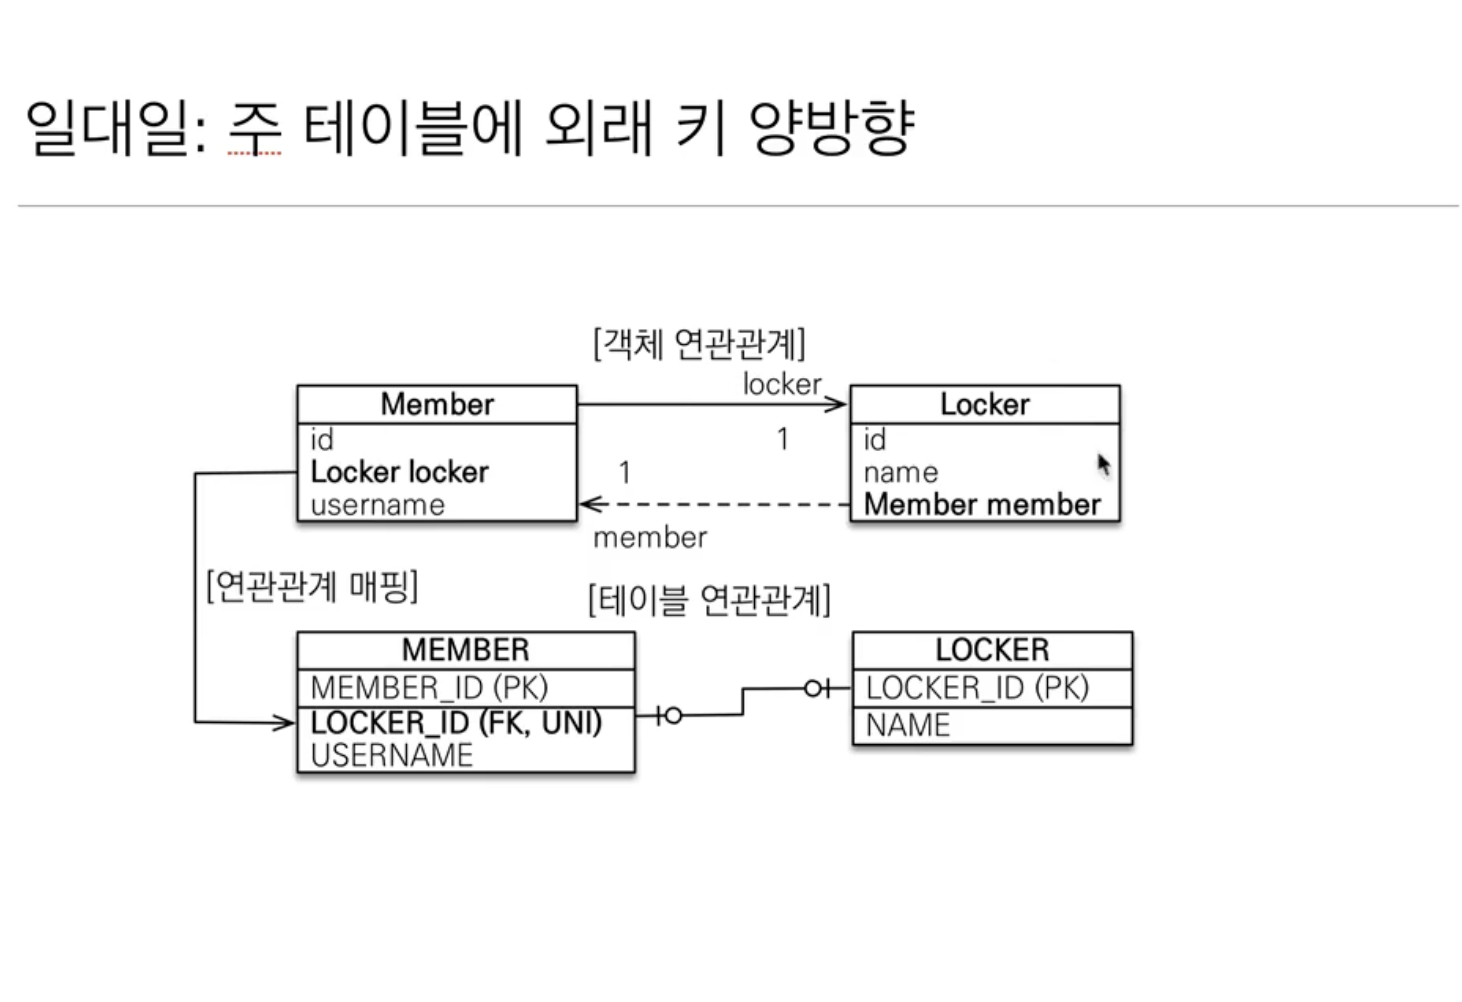 일대일: 주 테이블에 외래 키 양방향
[객체 연관관계]
locker
Member
id
Locker locker
username
1
1
member
Locker
id
name
Member member
[연관관계 매핑]
[테이블 연관관계]
MEMBER
MEMBER_ID (PK)
LOCKER_ID (FK, UNI)
USERNAME
LOCKER
LOCKER_ID (PK)
NAME